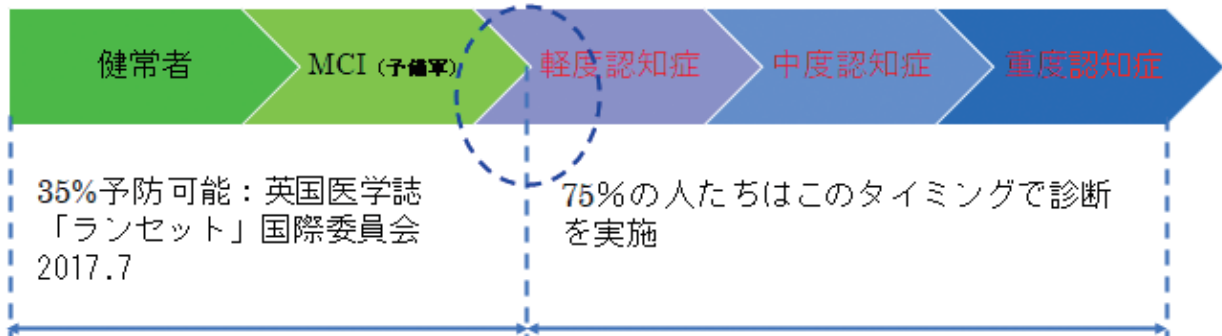 健常者
MCI (予備軍)
軽度認知症
中度認知症
重度認知症
35%予防可能：英国医学誌
「ランセット」国際委員会
2017.7
75%の人たちはこのタイミングで診断
を実施